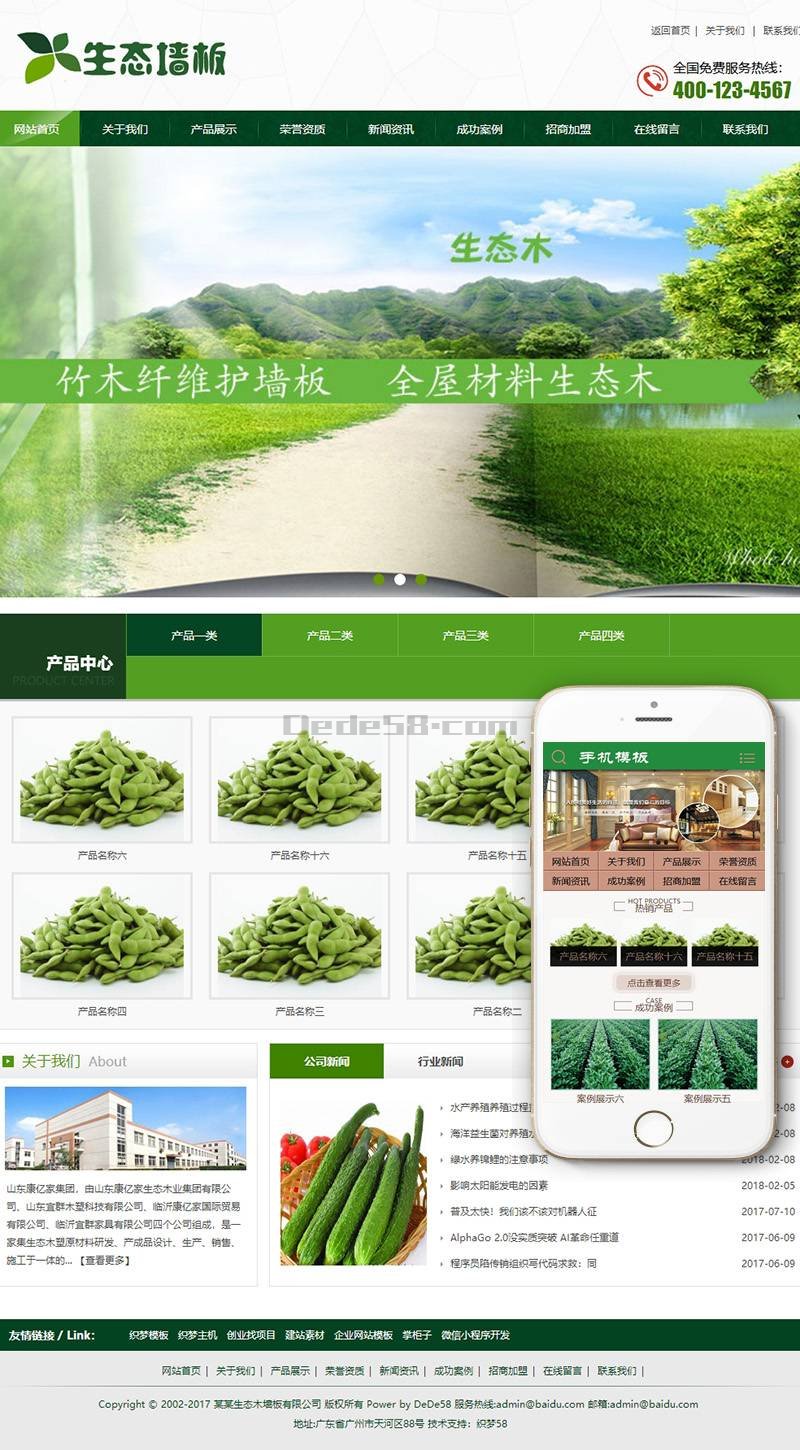 返回首页 | 关于我们 | 联系我们
生态墙板
全国免费服务热线：
400-123-4567
网站首页 关于我们 产品展示 荣誉资质 新闻资讯 成功案例 招商加盟 在线留言 联系我们
生态木
竹木纤维护墙板 全屋材料生态木
Whole ho
产品中心
PRODUCT CENTER
产品一类 产品二类 产品三类 产品四类
Dede58.com
产品名称六 产品名称十六 产品名称十五
产品名称四 产品名称三 产品名称二
手机模板
网站首页 关于我们 产品展示 荣誉资质
新闻资讯 成功案例 招商加盟 在线留言
HOT PRODUCTS
热销产品
产品名称六 产品名称十六 产品名称十五
点击查看更多
CASE
成功案例
案例展示六 案例展示五
关于我们 About
山东康亿家集团，由山东康亿家生态木业集团有限公
司、山东宜群木塑科技有限公司、临沂康亿家国际贸易
有限公司、临沂宜群家具有限公司四个公司组成，是一
家集生态木塑原材料研发、产成品设计、生产、销售、
施工于一体的... 【查看更多】
公司新闻 行业新闻
水产养殖养殖过程 2-08
海洋益生菌对养殖水 2-08
绿水养锦鲤的注意事项 2018-02-08
影响太阳能发电的因素 2018-02-05
普及太快！我们该不该对机器人征 2017-07-10
AlphaGo 2.0没实质突破 AI革命任重道 2017-06-09
程序员陷传销组织写代码求救：同 2017-06-09
友情链接 / Link: 织梦模板 织梦主机 创业找项目 建站素材 企业网站模板 掌柜子 微信小程序开发
网站首页 | 关于我们 | 产品展示 | 荣誉资质 | 新闻资讯 | 成功案例 | 招商加盟 | 在线留言 | 联系我们 |
Copyright © 2002-2017 某某生态木墙板有限公司 版权所有 Power by DeDe58 服务热线:admin@baidu.com 邮箱:admin@baidu.com
地址:广东省广州市天河区88号 技术支持：织梦58